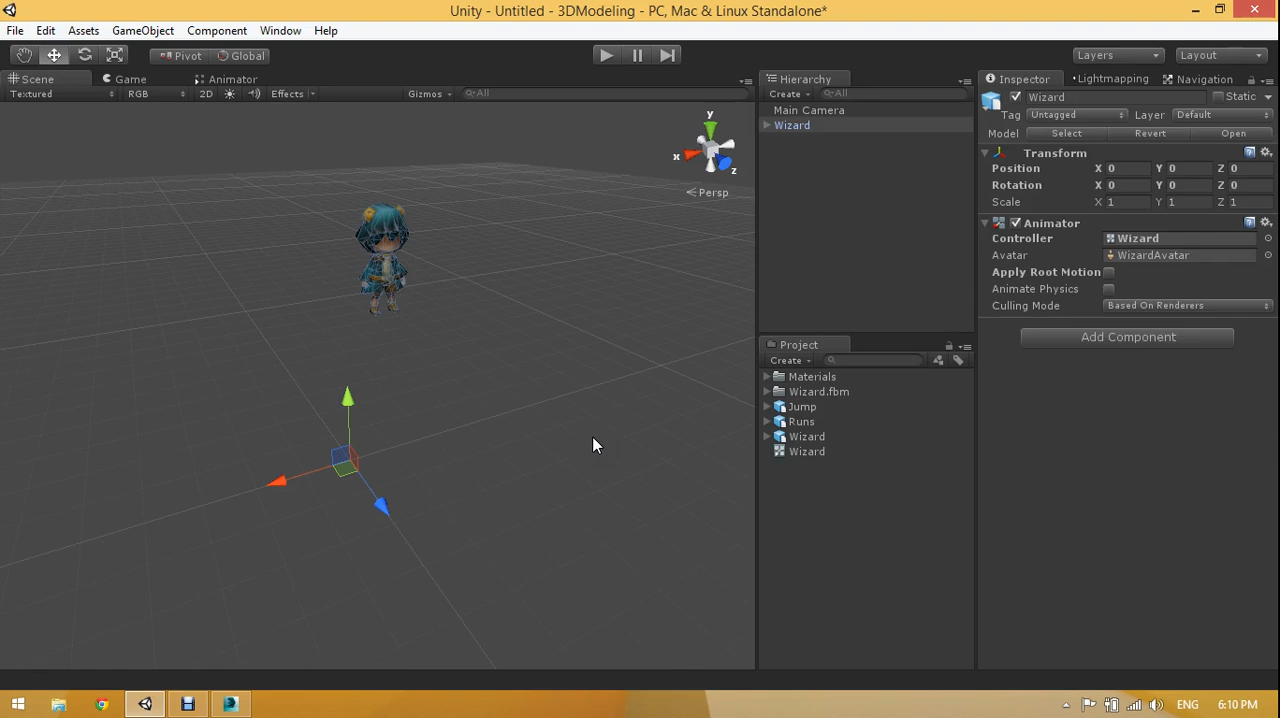 Unity - Untitled - 3DModeling - PC, Mac & Linux Standalone*
File Edit Assets GameObject Component Window Help
Pivot Global Layers Layout
Scene Game Animator
Textured RGB 2D Effects Gizmos All
y
x
z
Persp
Hierarchy
Create All
Main Camera
Wizard
Project
Create
Materials
Wizard.fbm
Jump
Runs
Wizard
Wizard
Inspector Lightmapping Navigation
Wizard Static
Tag Untagged Layer Default
Model Select Revert Open
Transform
Position X 0 Y 0 Z 0
Rotation X 0 Y 0 Z 0
Scale X 1 Y 1 Z 1
Animator
Controller Wizard
Avatar WizardAvatar
Apply Root Motion
Animate Physics
Culling Mode Based On Renderers
Add Component
ENG 6:10 PM